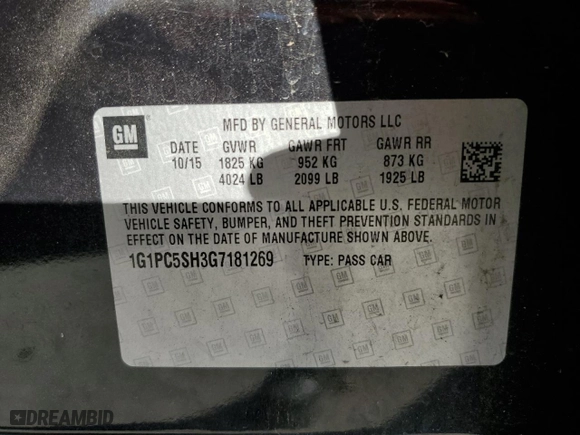 GM
MFD BY GENERAL MOTORS LLC
DATE GVWR GAWR FRT GAWR RR
10/15 1825 KG 952 KG 873 KG
4024 LB 2099 LB 1925 LB
THIS VEHICLE CONFORMS TO ALL APPLICABLE U.S. FEDERAL MOTOR
VEHICLE SAFETY, BUMPER, AND THEFT PREVENTION STANDARDS IN
EFFECT ON THE DATE OF MANUFACTURE SHOWN ABOVE.
1G1PC5SH3G7181269 TYPE: PASS CAR
DREAMBID